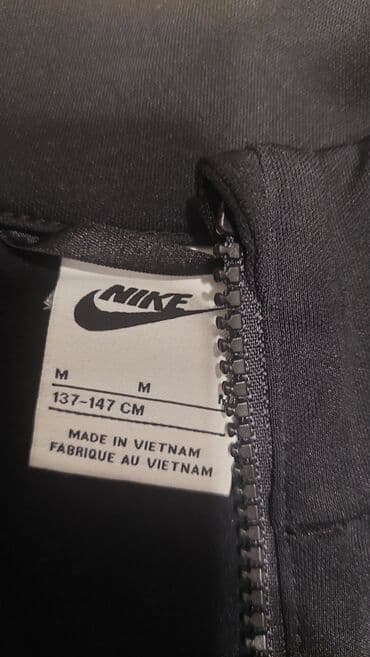 NIKE
M M
137-147 CM
MADE IN VIETNAM
FABRIQUE AU VIETNAM